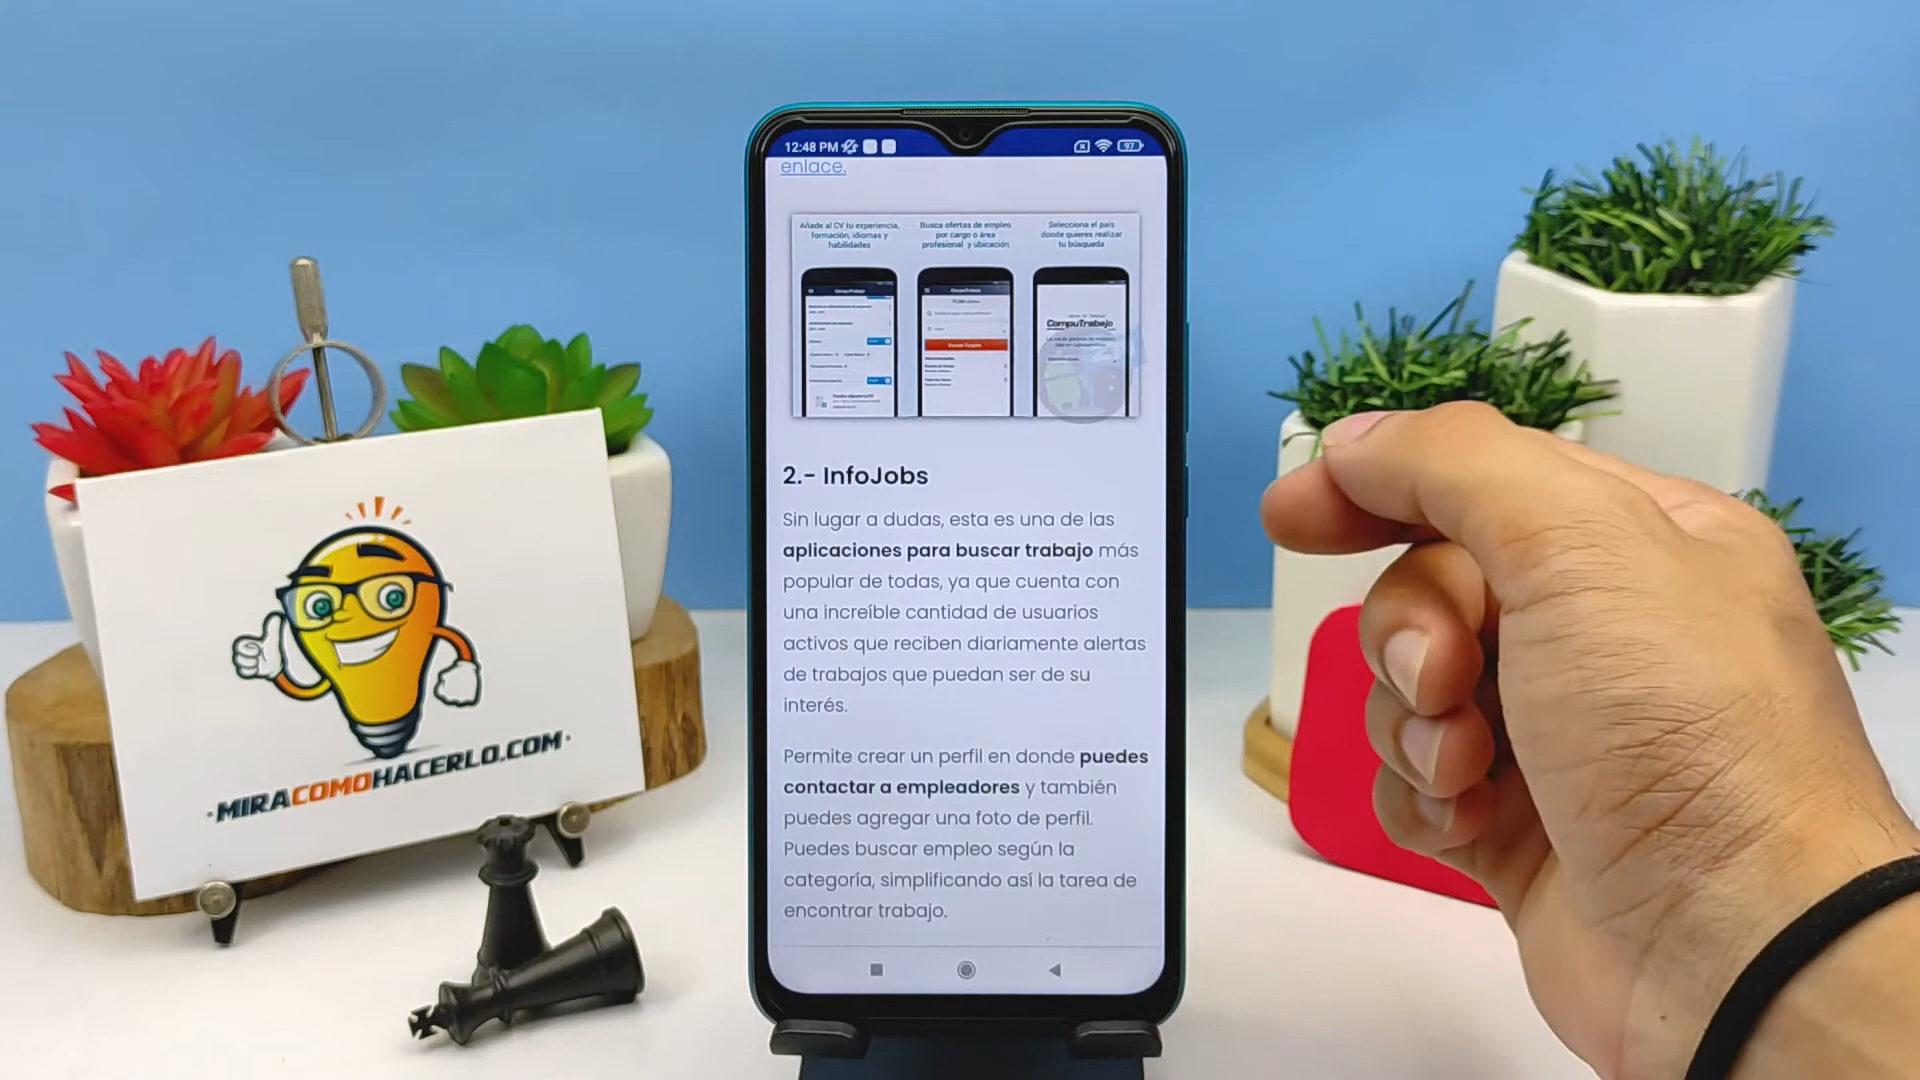 12:48 PM
97
enlace.
Añade al CV tu experiencia,
formación, idiomas y
habilidades
Busca ofertas de empleo
por cargo o área
profesional y ubicación
Selecciona el país
donde quieres realizar
tu búsqueda
CompuTrabajo
CompuTrabajo
CompuTrabajo
2.- InfoJobs
Sin lugar a dudas, esta es una de las
aplicaciones para buscar trabajo más
popular de todas, ya que cuenta con
una increíble cantidad de usuarios
activos que reciben diariamente alertas
de trabajos que puedan ser de su
interés.
Permite crear un perfil en donde puedes
contactar a empleadores y también
puedes agregar una foto de perfil.
Puedes buscar empleo según la
categoría, simplificando así la tarea de
encontrar trabajo.
·MIRACOMOHACERLO.COM·